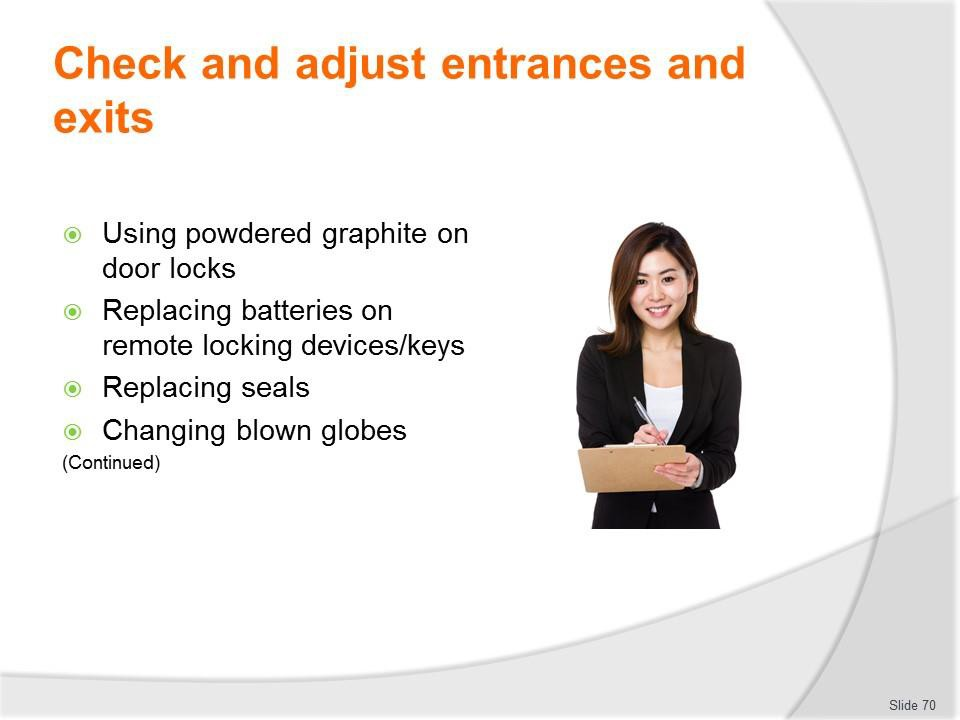 Check and adjust entrances and
exits
Using powdered graphite on
door locks
Replacing batteries on
remote locking devices/keys
Replacing seals
Changing blown globes
(Continued)
Slide 70